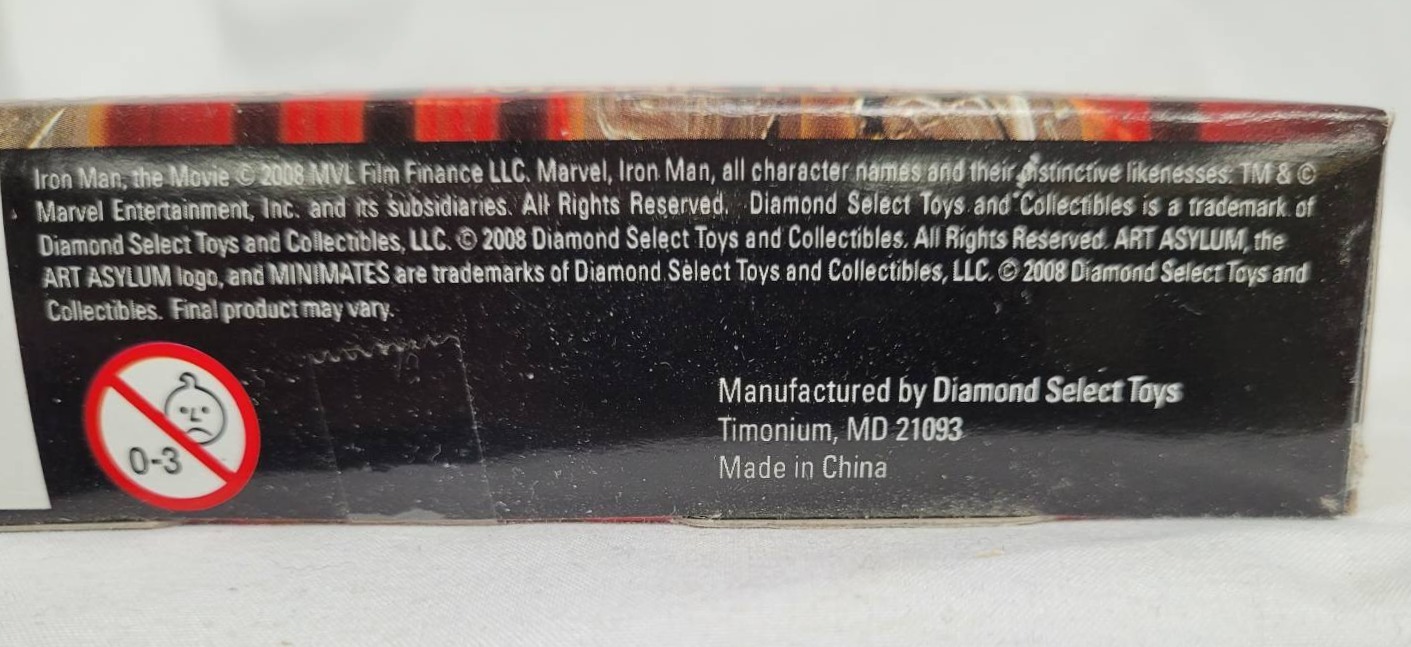 Iron Man, the Movie © 2008 MVL Film Finance LLC. Marvel, Iron Man, all character names and their distinctive likenesses: TM & ©
Marvel Entertainment, Inc. and its subsidiaries. All Rights Reserved. Diamond Select Toys and Collectibles is a trademark of
Diamond Select Toys and Collectibles, LLC. © 2008 Diamond Select Toys and Collectibles. All Rights Reserved. ART ASYLUM, the
ART ASYLUM logo, and MINIMATES are trademarks of Diamond Select Toys and Collectibles, LLC. © 2008 Diamond Select Toys and
Collectibles. Final product may vary.
0-3
Manufactured by Diamond Select Toys
Timonium, MD 21093
Made in China